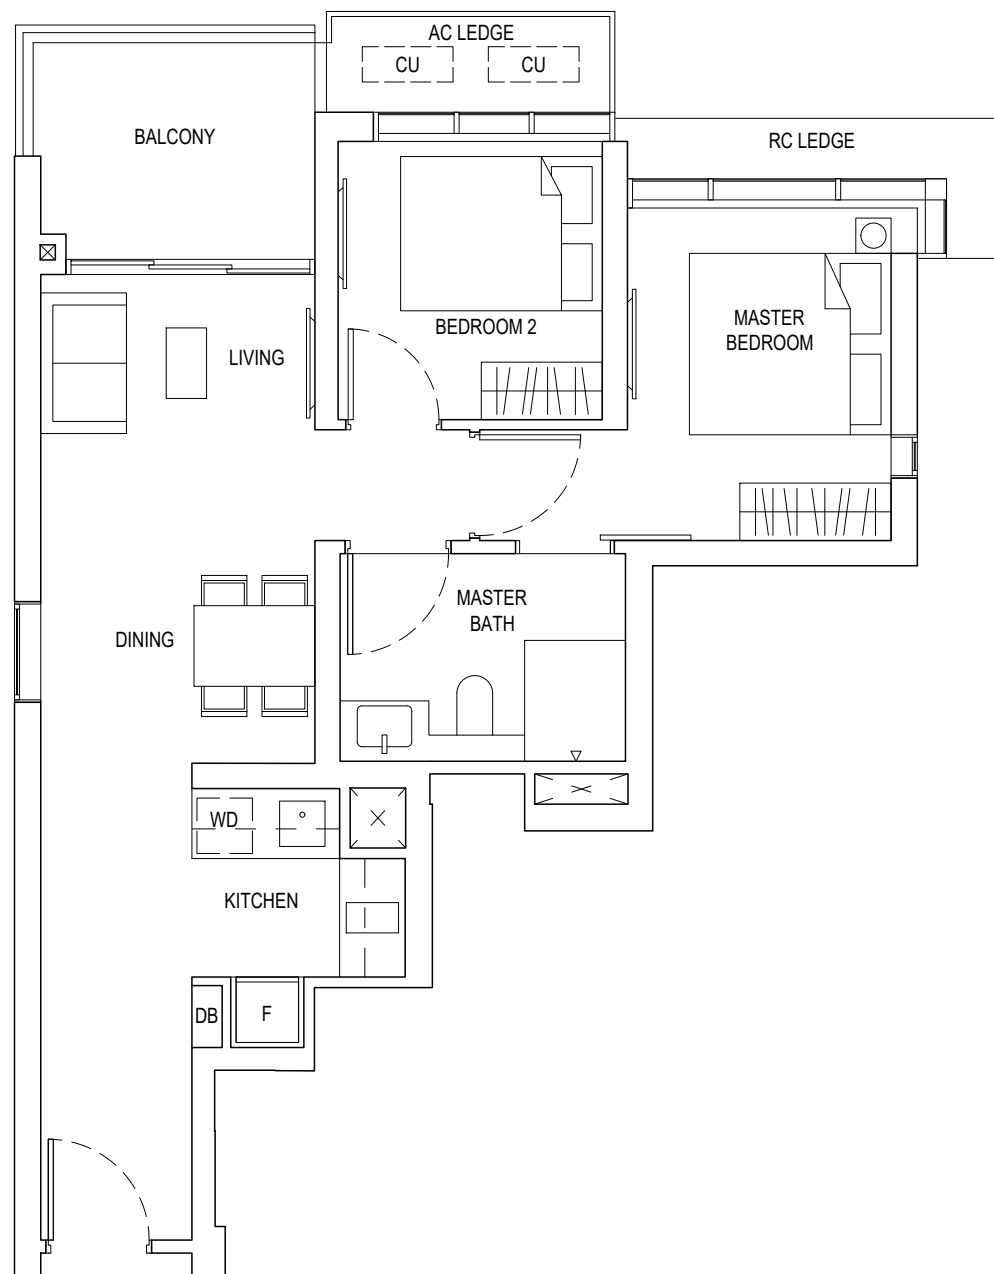 AC LEDGE
CU
CU
BALCONY
RC LEDGE
BEDROOM 2
MASTER
BEDROOM
LIVING
MASTER
BATH
DINING
WD
KITCHEN
DB
F